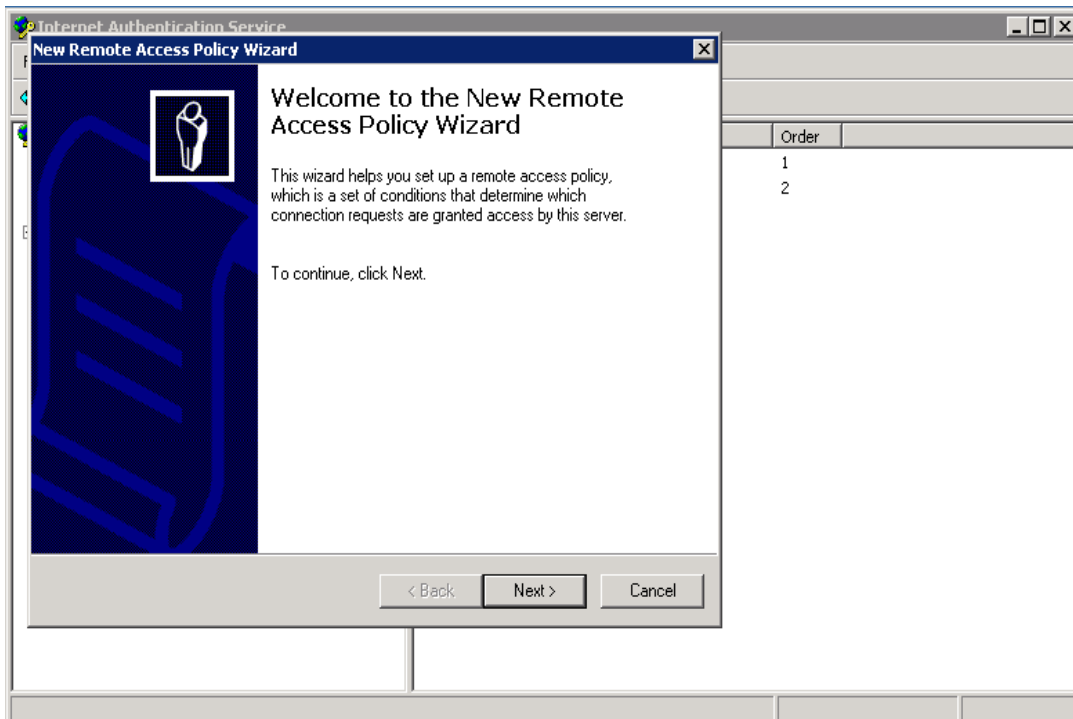 Internet Authentication Service
New Remote Access Policy Wizard
Welcome to the New Remote
Access Policy Wizard
This wizard helps you set up a remote access policy,
which is a set of conditions that determine which
connection requests are granted access by this server.
To continue, click Next.
< Back
Next >
Cancel
Order
1
2